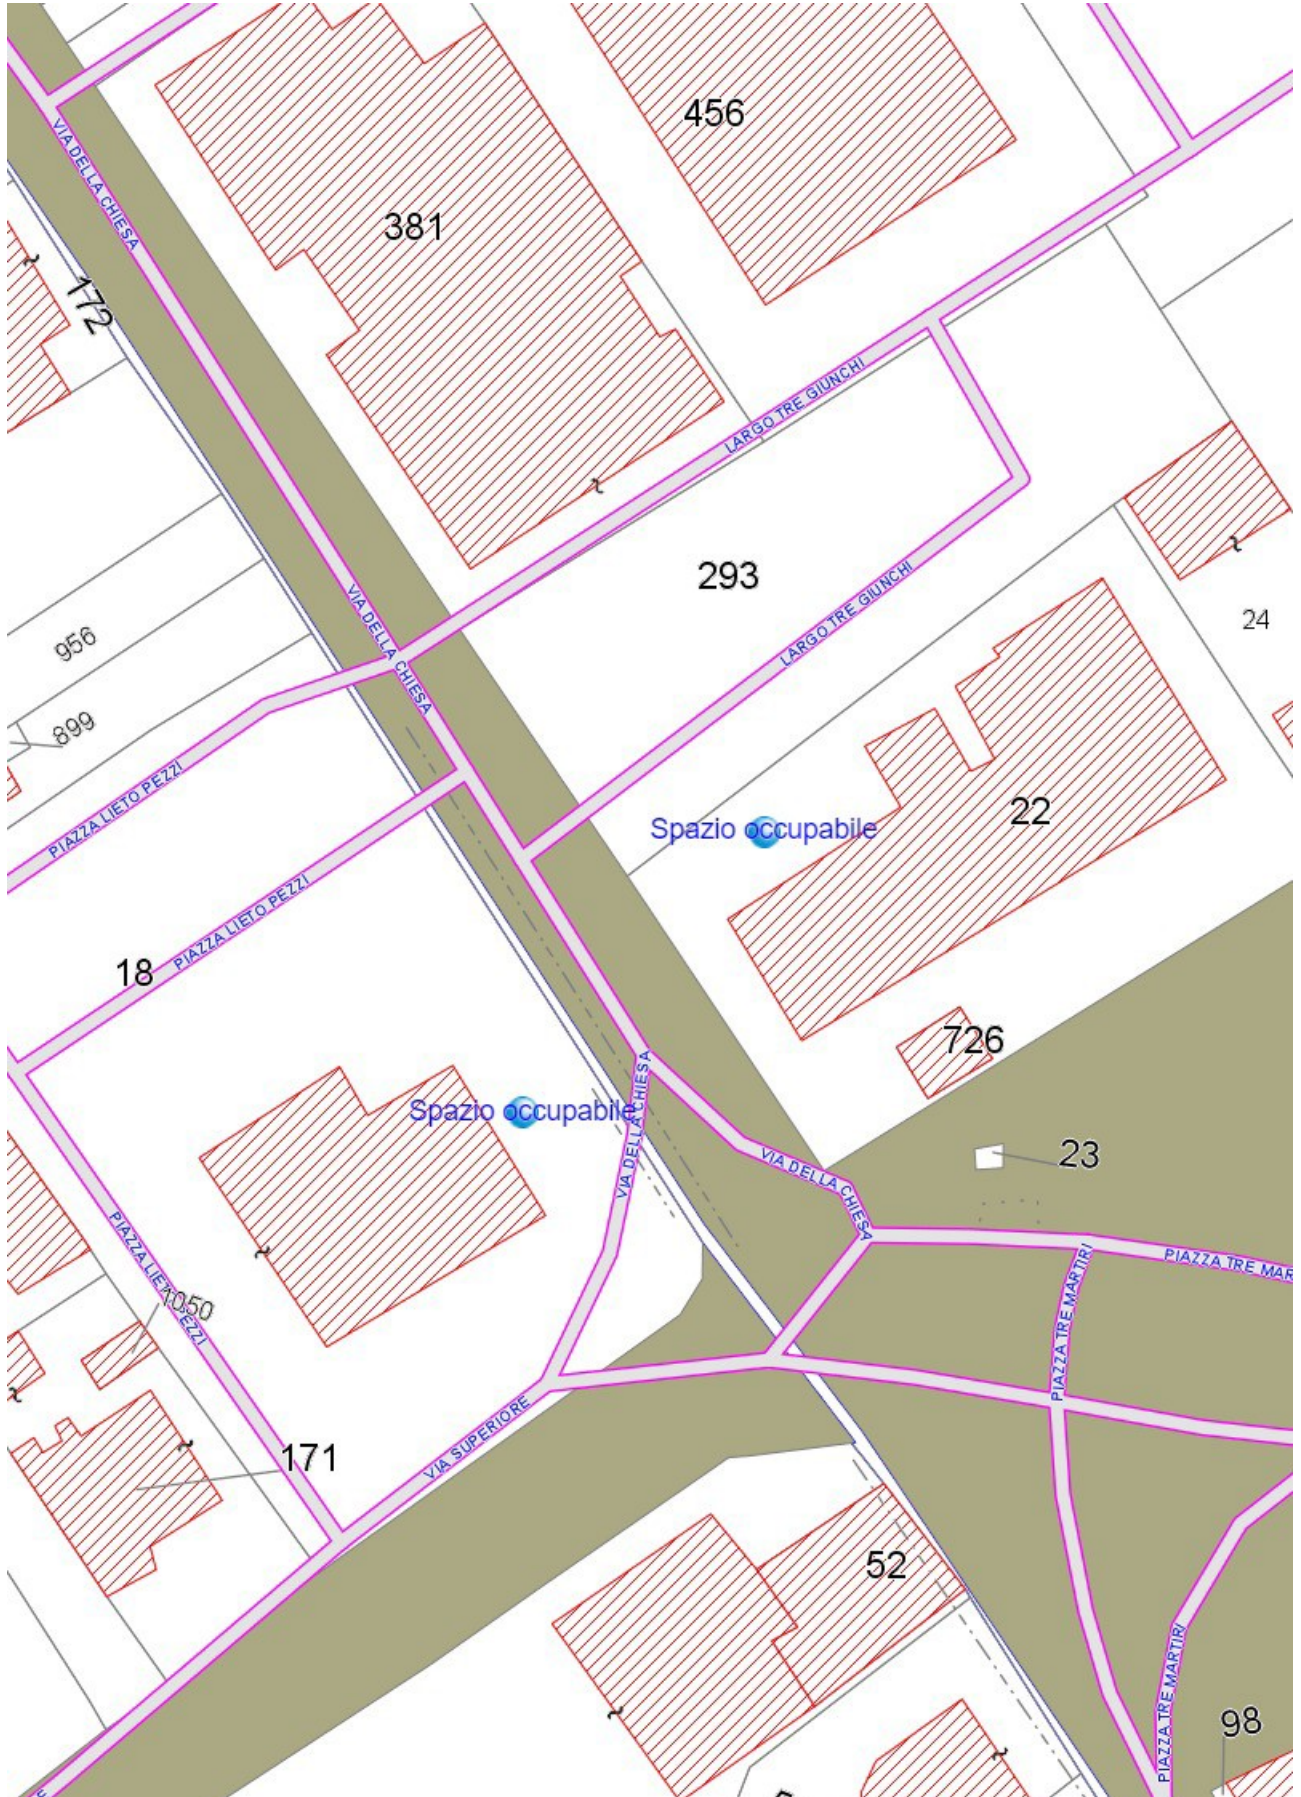 456
VIA DELLA CHIESA
381
172
LARGO TRE GIUNCHI
293
LARGO TRE GIUNCHI
24
956
VIA DELLA CHIESA
899
PIAZZA LIETO PEZZI
22
Spazio occupabile
PIAZZA LIETO PEZZI
18
726
Spazio occupabile
VIA DELLA CHIESA
VIA DELLA CHIESA
23
PIAZZA TRE MAR
PIAZZA TRE MARTIRI
PIAZZA LIETO PEZZI
1050
VIA SUPERIORE
171
52
PIAZZA TRE MARTIRI
98